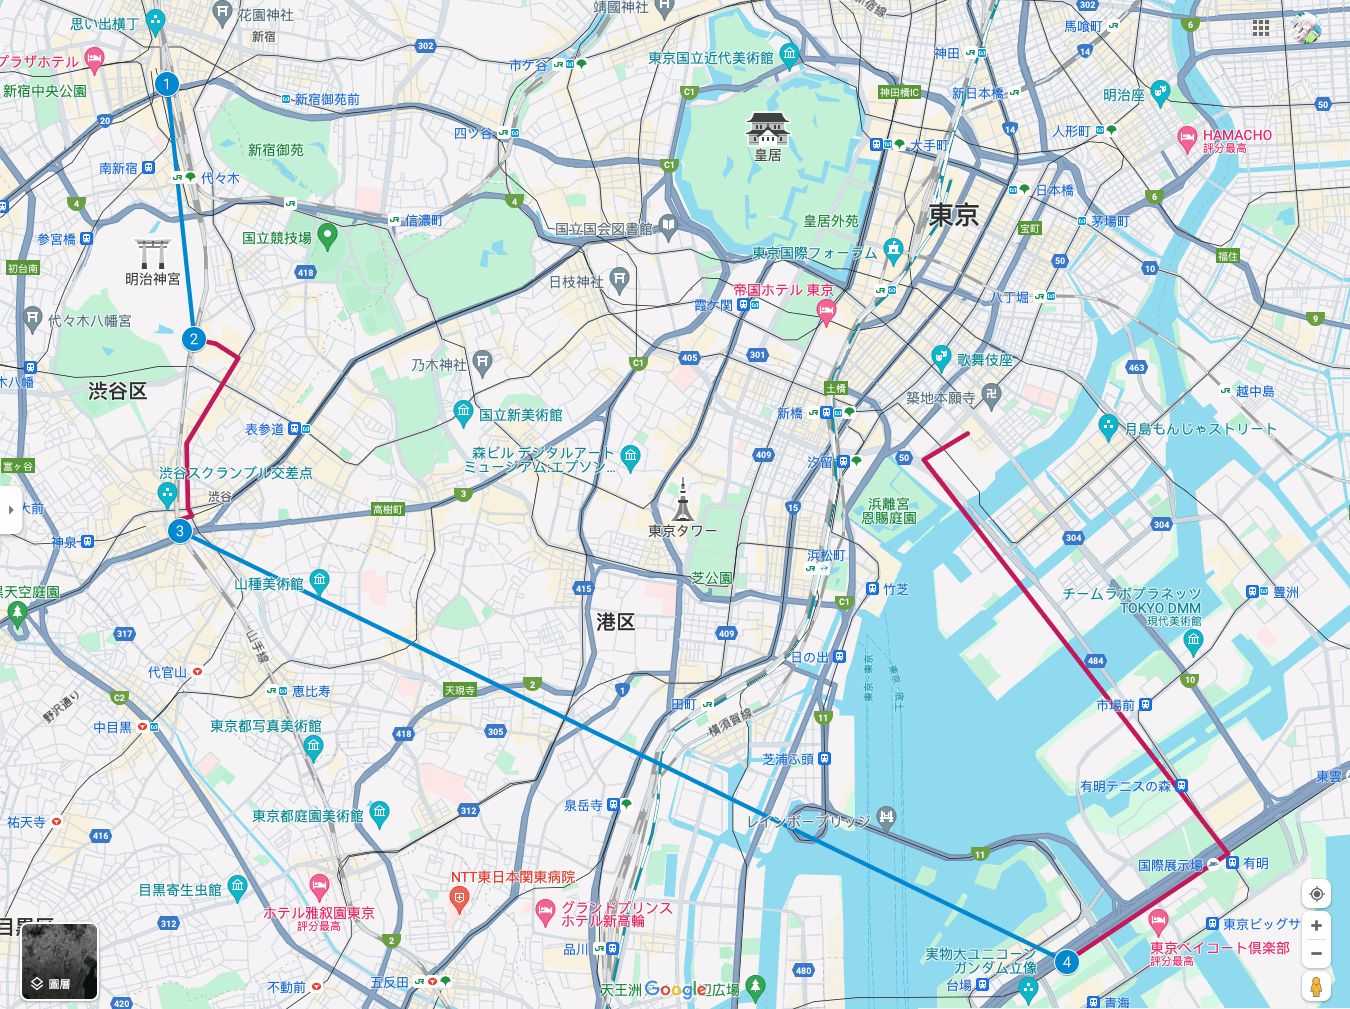 思い出横丁
花園神社
靖國神社
新宿
302
302
馬喰町
JR
6
プラザホテル
市ケ谷
JR
東京国立近代美術館
神田
14
1
新宿中央公園
新宿御苑前
C1
神田橋IC
新日本橋
明治座
50
20
四ツ谷
JR
14
人形町
HAMACHO
評分最高
新宿御苑
皇居
大手町
南新宿
代々木
C1
日本橋
4
4
6
信濃町
皇居外苑
東京
茅場町
参宮橋
国立競技場
国立国会図書館
宝町
東京国際フォーラム
初台南
418
明治神宮
日枝神社
50
10
福住
帝国ホテル 東京
八丁堀
代々木八幡宮
霞ケ関
9
2
乃木神社
C1
405
301
歌舞伎座
463
木八幡
渋谷区
土橋
築地本願寺
越中島
国立新美術館
新橋
表参道
月島もんじゃストリート
森ビル デジタルアート
ミュージアム:エプソン...
409
汐留
50
富ヶ谷
渋谷スクランブル交差点
渋谷
3
高樹町
15
浜離宮
恩賜庭園
304
304
3
東京タワー
神泉
浜松町
山種美術館
415
芝公園
竹芝
C1
チームラボプラネッツ
TOKYO DMM
現代美術館
豊洲
317
港区
409
山手線
日の出
484
代官山
10
天現寺
2
1
C2
恵比寿
田町
市場前
野沢通り
中目黒
東京都写真美術館
418
305
横須賀線
11
芝浦ふ頭
有明テニスの森
東雲
312
泉岳寺
東京都庭園美術館
レインボーブリッジ
祐天寺
416
11
国際展示場
有明
目黒寄生虫館
NTT東日本関東病院
ホテル雅叙園東京
評分最高
グランドプリンス
ホテル新高輪
312
2
品川
東京ビッグサ
実物大ユニコーン
ガンダム立像
4
東京ベイコート倶楽部
評分最高
圖層
480
台場
不動前
五反田
天王洲
Google
広場
420
青海